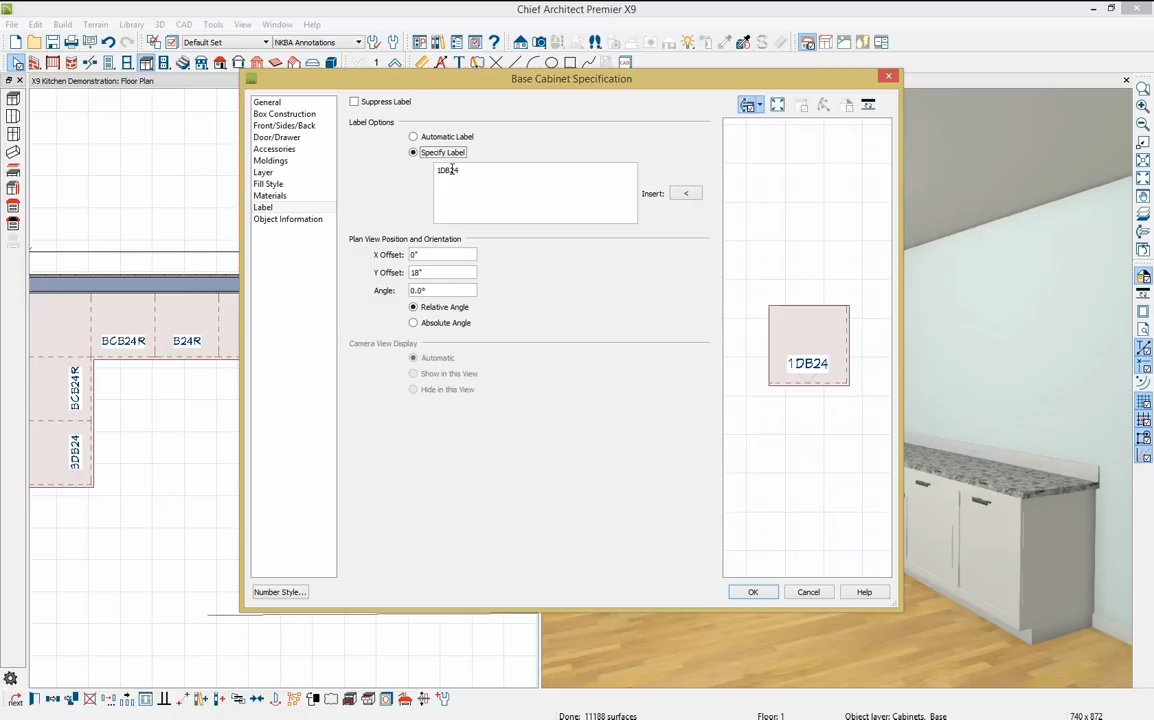 Chief Architect Premier X9
File Edit Build Terrain Library 3D CAD Tools View Window Help
Default Set
NKBA Annotations
1
X9 Kitchen Demonstration: Floor Plan
Base Cabinet Specification
General
Box Construction
Front/Sides/Back
Door/Drawer
Accessories
Moldings
Layer
Fill Style
Materials
Label
Object Information
Suppress Label
Label Options
Automatic Label
Specify Label
1DB24
Insert: <
Plan View Position and Orientation
X Offset: 0"
Y Offset: 18"
Angle: 0.0°
Relative Angle
Absolute Angle
Camera View Display
Automatic
Show in this View
Hide in this View
1DB24
BCB24R B24R
BCB24R
3DB24
Number Style...
OK Cancel Help
next
Done: 11188 surfaces Floor: 1 Object layer: Cabinets, Base 740 x 872